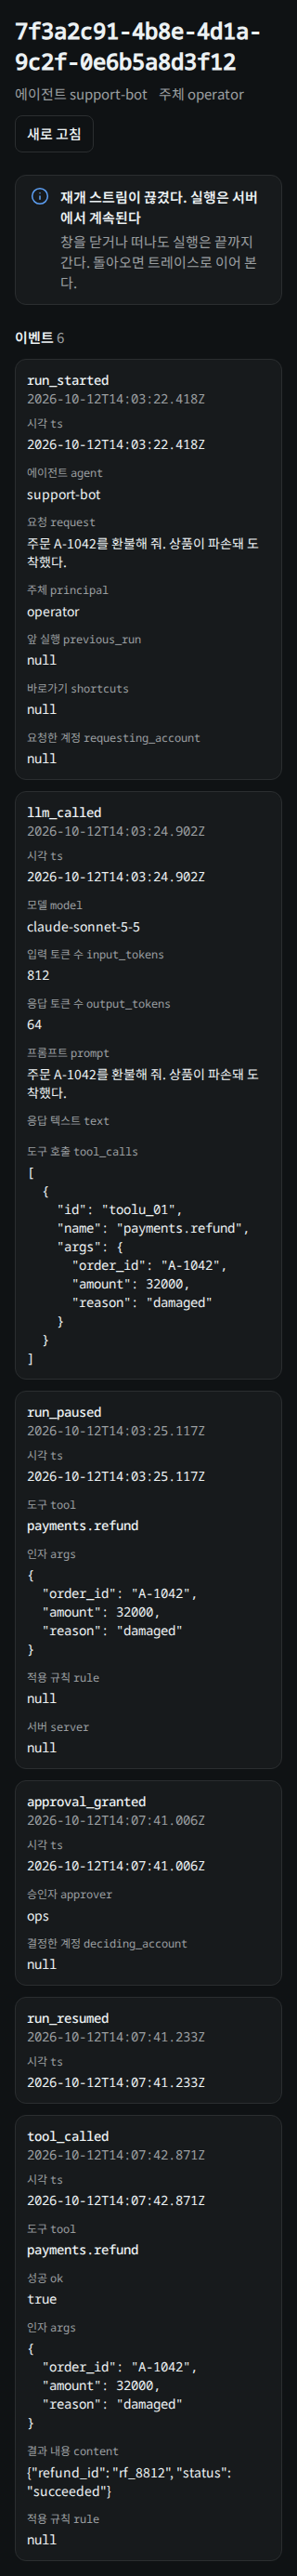 7f3a2c91-4b8e-4d1a-
9c2f-0e6b5a8d3f12
에이전트 support-bot 주체 operator
새로 고침
재개 스트림이 끊겼다. 실행은 서버
에서 계속된다
창을 닫거나 떠나도 실행은 끝까지
간다. 돌아오면 트레이스로 이어 본
다.
이벤트 6
run_started
2026-10-12T14:03:22.418Z
시각 ts
2026-10-12T14:03:22.418Z
에이전트 agent
support-bot
요청 request
주문 A-1042를 환불해 줘. 상품이 파손돼 도
착했다.
주체 principal
operator
앞 실행 previous_run
null
바로가기 shortcuts
null
요청한 계정 requesting_account
null
llm_called
2026-10-12T14:03:24.902Z
시각 ts
2026-10-12T14:03:24.902Z
모델 model
claude-sonnet-5-5
입력 토큰 수 input_tokens
812
응답 토큰 수 output_tokens
64
프롬프트 prompt
주문 A-1042를 환불해 줘. 상품이 파손돼 도
착했다.
응답 텍스트 text
도구 호출 tool_calls
[
{
"id": "toolu_01",
"name": "payments.refund",
"args": {
"order_id": "A-1042",
"amount": 32000,
"reason": "damaged"
}
}
]
run_paused
2026-10-12T14:03:25.117Z
시각 ts
2026-10-12T14:03:25.117Z
도구 tool
payments.refund
인자 args
{
"order_id": "A-1042",
"amount": 32000,
"reason": "damaged"
}
적용 규칙 rule
null
서버 server
null
approval_granted
2026-10-12T14:07:41.006Z
시각 ts
2026-10-12T14:07:41.006Z
승인자 approver
ops
결정한 계정 deciding_account
null
run_resumed
2026-10-12T14:07:41.233Z
시각 ts
2026-10-12T14:07:41.233Z
tool_called
2026-10-12T14:07:42.871Z
시각 ts
2026-10-12T14:07:42.871Z
도구 tool
payments.refund
성공 ok
true
인자 args
{
"order_id": "A-1042",
"amount": 32000,
"reason": "damaged"
}
결과 내용 content
{"refund_id": "rf_8812", "status":
"succeeded"}
적용 규칙 rule
null